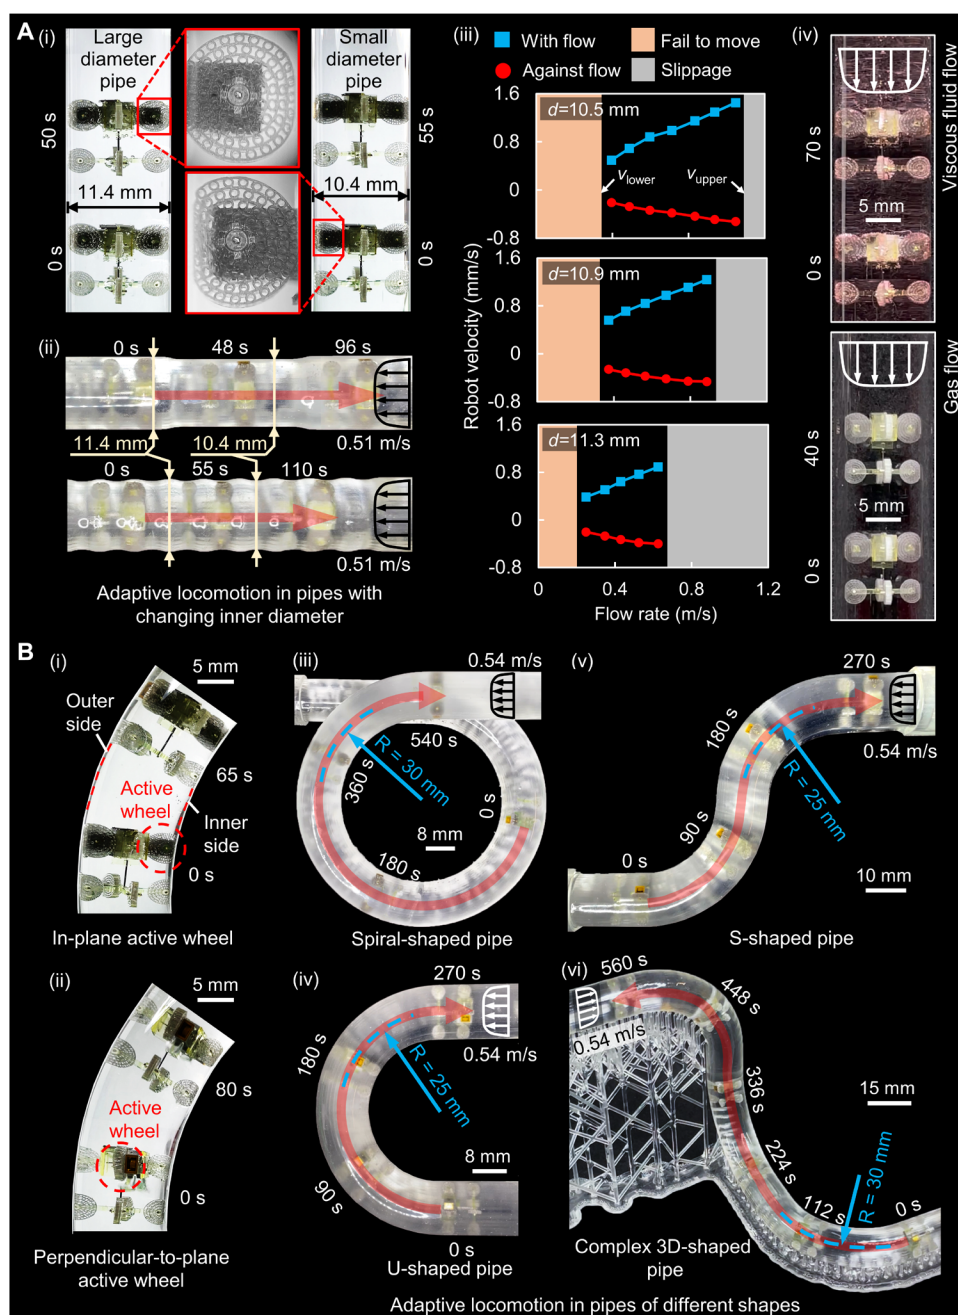 A
(i)
Large diameter pipe
Small diameter pipe
50 s
55 s
11.4 mm
10.4 mm
0 s
0 s
(ii)
0 s
48 s
96 s
0.51 m/s
11.4 mm
10.4 mm
0 s
55 s
110 s
0.51 m/s
Adaptive locomotion in pipes with
changing inner diameter
(iii)
With flow
Fail to move
Against flow
Slippage
Robot velocity (mm/s)
1.6
d=10.5 mm
0.8
vlower
vupper
0
-0.8
1.6
d=10.9 mm
0.8
0
-0.8
1.6
d=11.3 mm
0.8
0
-0.8
0
0.4
0.8
1.2
Flow rate (m/s)
(iv)
Viscous fluid flow
70 s
5 mm
0 s
Gas flow
40 s
5 mm
0 s
B
(i)
5 mm
Outer side
65 s
Active wheel
Inner side
0 s
In-plane active wheel
(ii)
5 mm
80 s
Active wheel
0 s
Perpendicular-to-plane
active wheel
(iii)
0.54 m/s
540 s
R = 30 mm
360 s
0 s
8 mm
180 s
Spiral-shaped pipe
(iv)
270 s
0.54 m/s
180 s
R = 25 mm
8 mm
90 s
0 s
U-shaped pipe
(v)
270 s
0.54 m/s
180 s
R = 25 mm
90 s
0 s
10 mm
S-shaped pipe
(vi)
560 s
448 s
0.54 m/s
336 s
15 mm
224 s
R = 30 mm
112 s
0 s
Complex 3D-shaped
pipe
Adaptive locomotion in pipes of different shapes